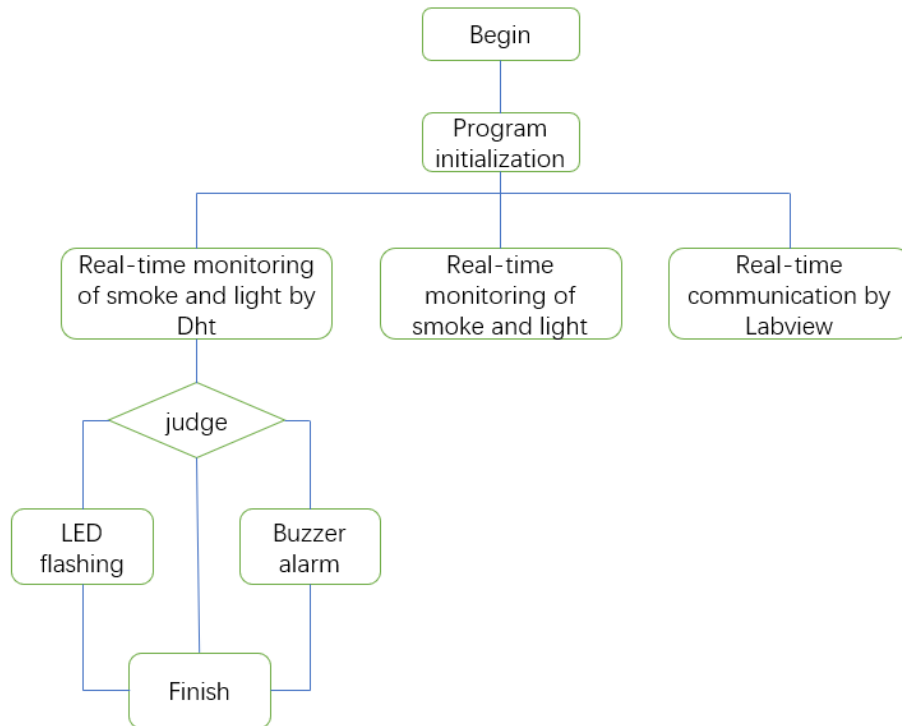 Begin
Program
initialization
Real-time monitoring
of smoke and light by
Dht
Real-time
monitoring of
smoke and light
Real-time
communication by
Labview
judge
LED
flashing
Buzzer
alarm
Finish